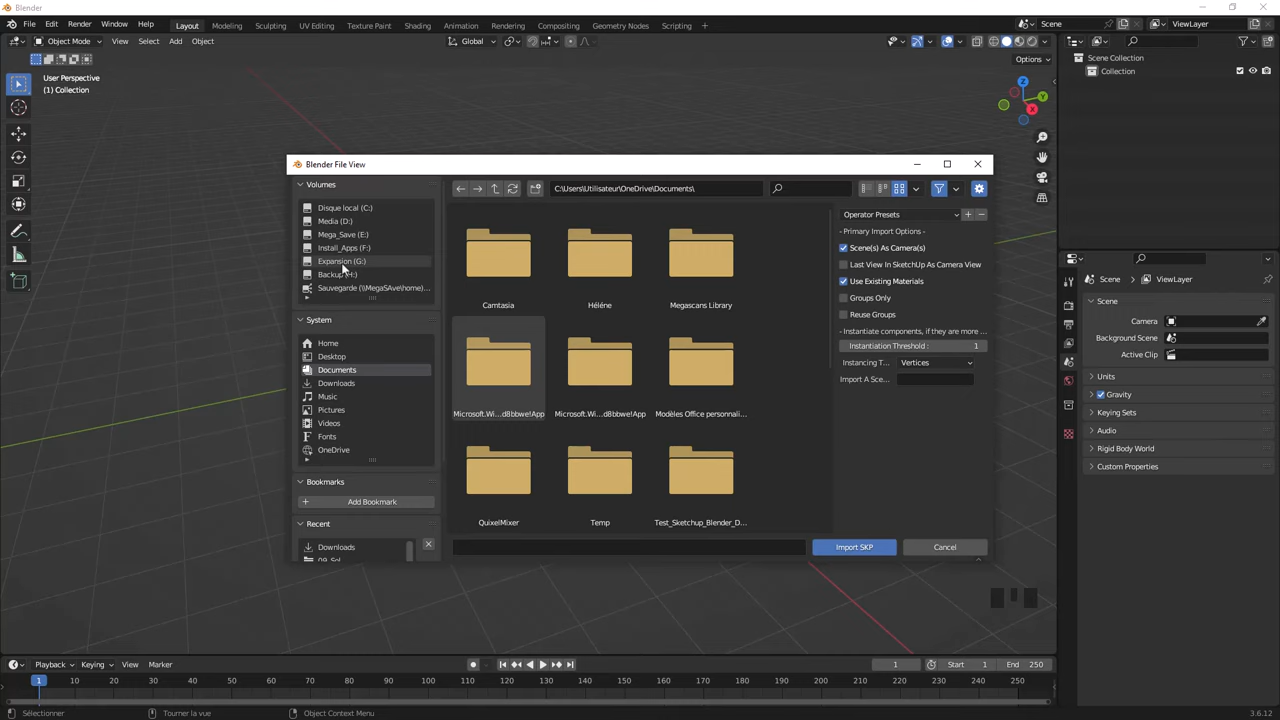 Blender
File Edit Render Window Help Layout Modeling Sculpting UV Editing Texture Paint Shading Animation Rendering Compositing Geometry Nodes Scripting + Scene ViewLayer
Object Mode View Select Add Object Global
Options
User Perspective
(1) Collection
Z
Y
X
Scene Collection
Collection
Blender File View
Volumes
Disque local (C:)
Media (D:)
Mega_Save (E:)
Install_Apps (F:)
Expansion (G:)
Backup (H:)
Sauvegarde (\\MegaSAve\home)...
System
Home
Desktop
Documents
Downloads
Music
Pictures
Videos
Fonts
OneDrive
Bookmarks
+ Add Bookmark
Recent
Downloads
C:\Users\Utilisateur\OneDrive\Documents\
Camtasia Héléne Megascans Library
Microsoft.Wi...d8bbwe!App Microsoft.Wi...d8bbwe!App Modèles Office personnali...
QuixelMixer Temp Test_Sketchup_Blender_D...
Operator Presets + −
- Primary Import Options -
Scene(s) As Camera(s)
Last View In SketchUp As Camera View
Use Existing Materials
Groups Only
Reuse Groups
- Instantiate components, if they are more ...
Instantiation Threshold : 1
Instancing T... Vertices
Import A Sce...
Import SKP Cancel
Scene ViewLayer
Scene
Camera
Background Scene
Active Clip
Units
Gravity
Keying Sets
Audio
Rigid Body World
Custom Properties
Playback Keying View Marker 1 Start 1 End 250
1 10 20 30 40 50 60 70 80 90 100 110 120 130 140 150 160 170 180 190 200 210 220 230 240 250
Sélectionner Tourner la vue Object Context Menu 3.6.12